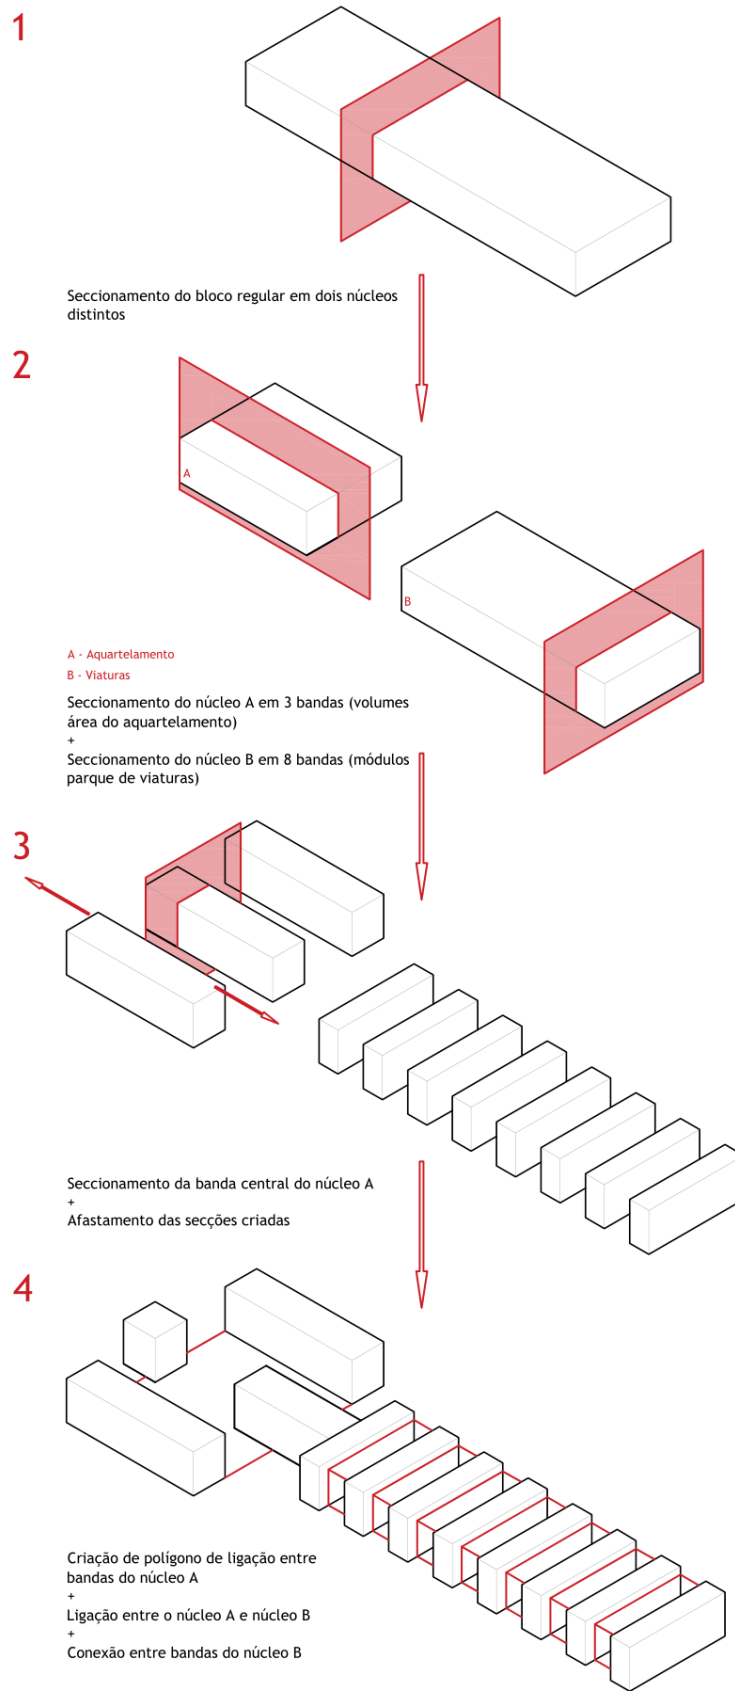 1
Seccionamento do bloco regular em dois núcleos
distintos
2
A
B
A - Aquartelamento
B - Viaturas
Seccionamento do núcleo A em 3 bandas (volumes
área do aquartelamento)
+
Seccionamento do núcleo B em 8 bandas (módulos
parque de viaturas)
3
Seccionamento da banda central do núcleo A
+
Afastamento das secções criadas
4
Criação de polígono de ligação entre
bandas do núcleo A
+
Ligação entre o núcleo A e núcleo B
+
Conexão entre bandas do núcleo B